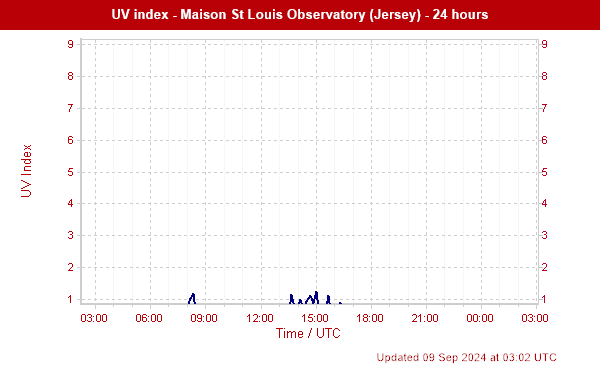 UV index - Maison St Louis Observatory (Jersey) - 24 hours
9 9
8 8
7 7
6 6
5 5
4 4
3 3
2 2
1 1
UV Index
03:00 06:00 09:00 12:00 15:00 18:00 21:00 00:00 03:00
Time / UTC
Updated 09 Sep 2024 at 03:02 UTC